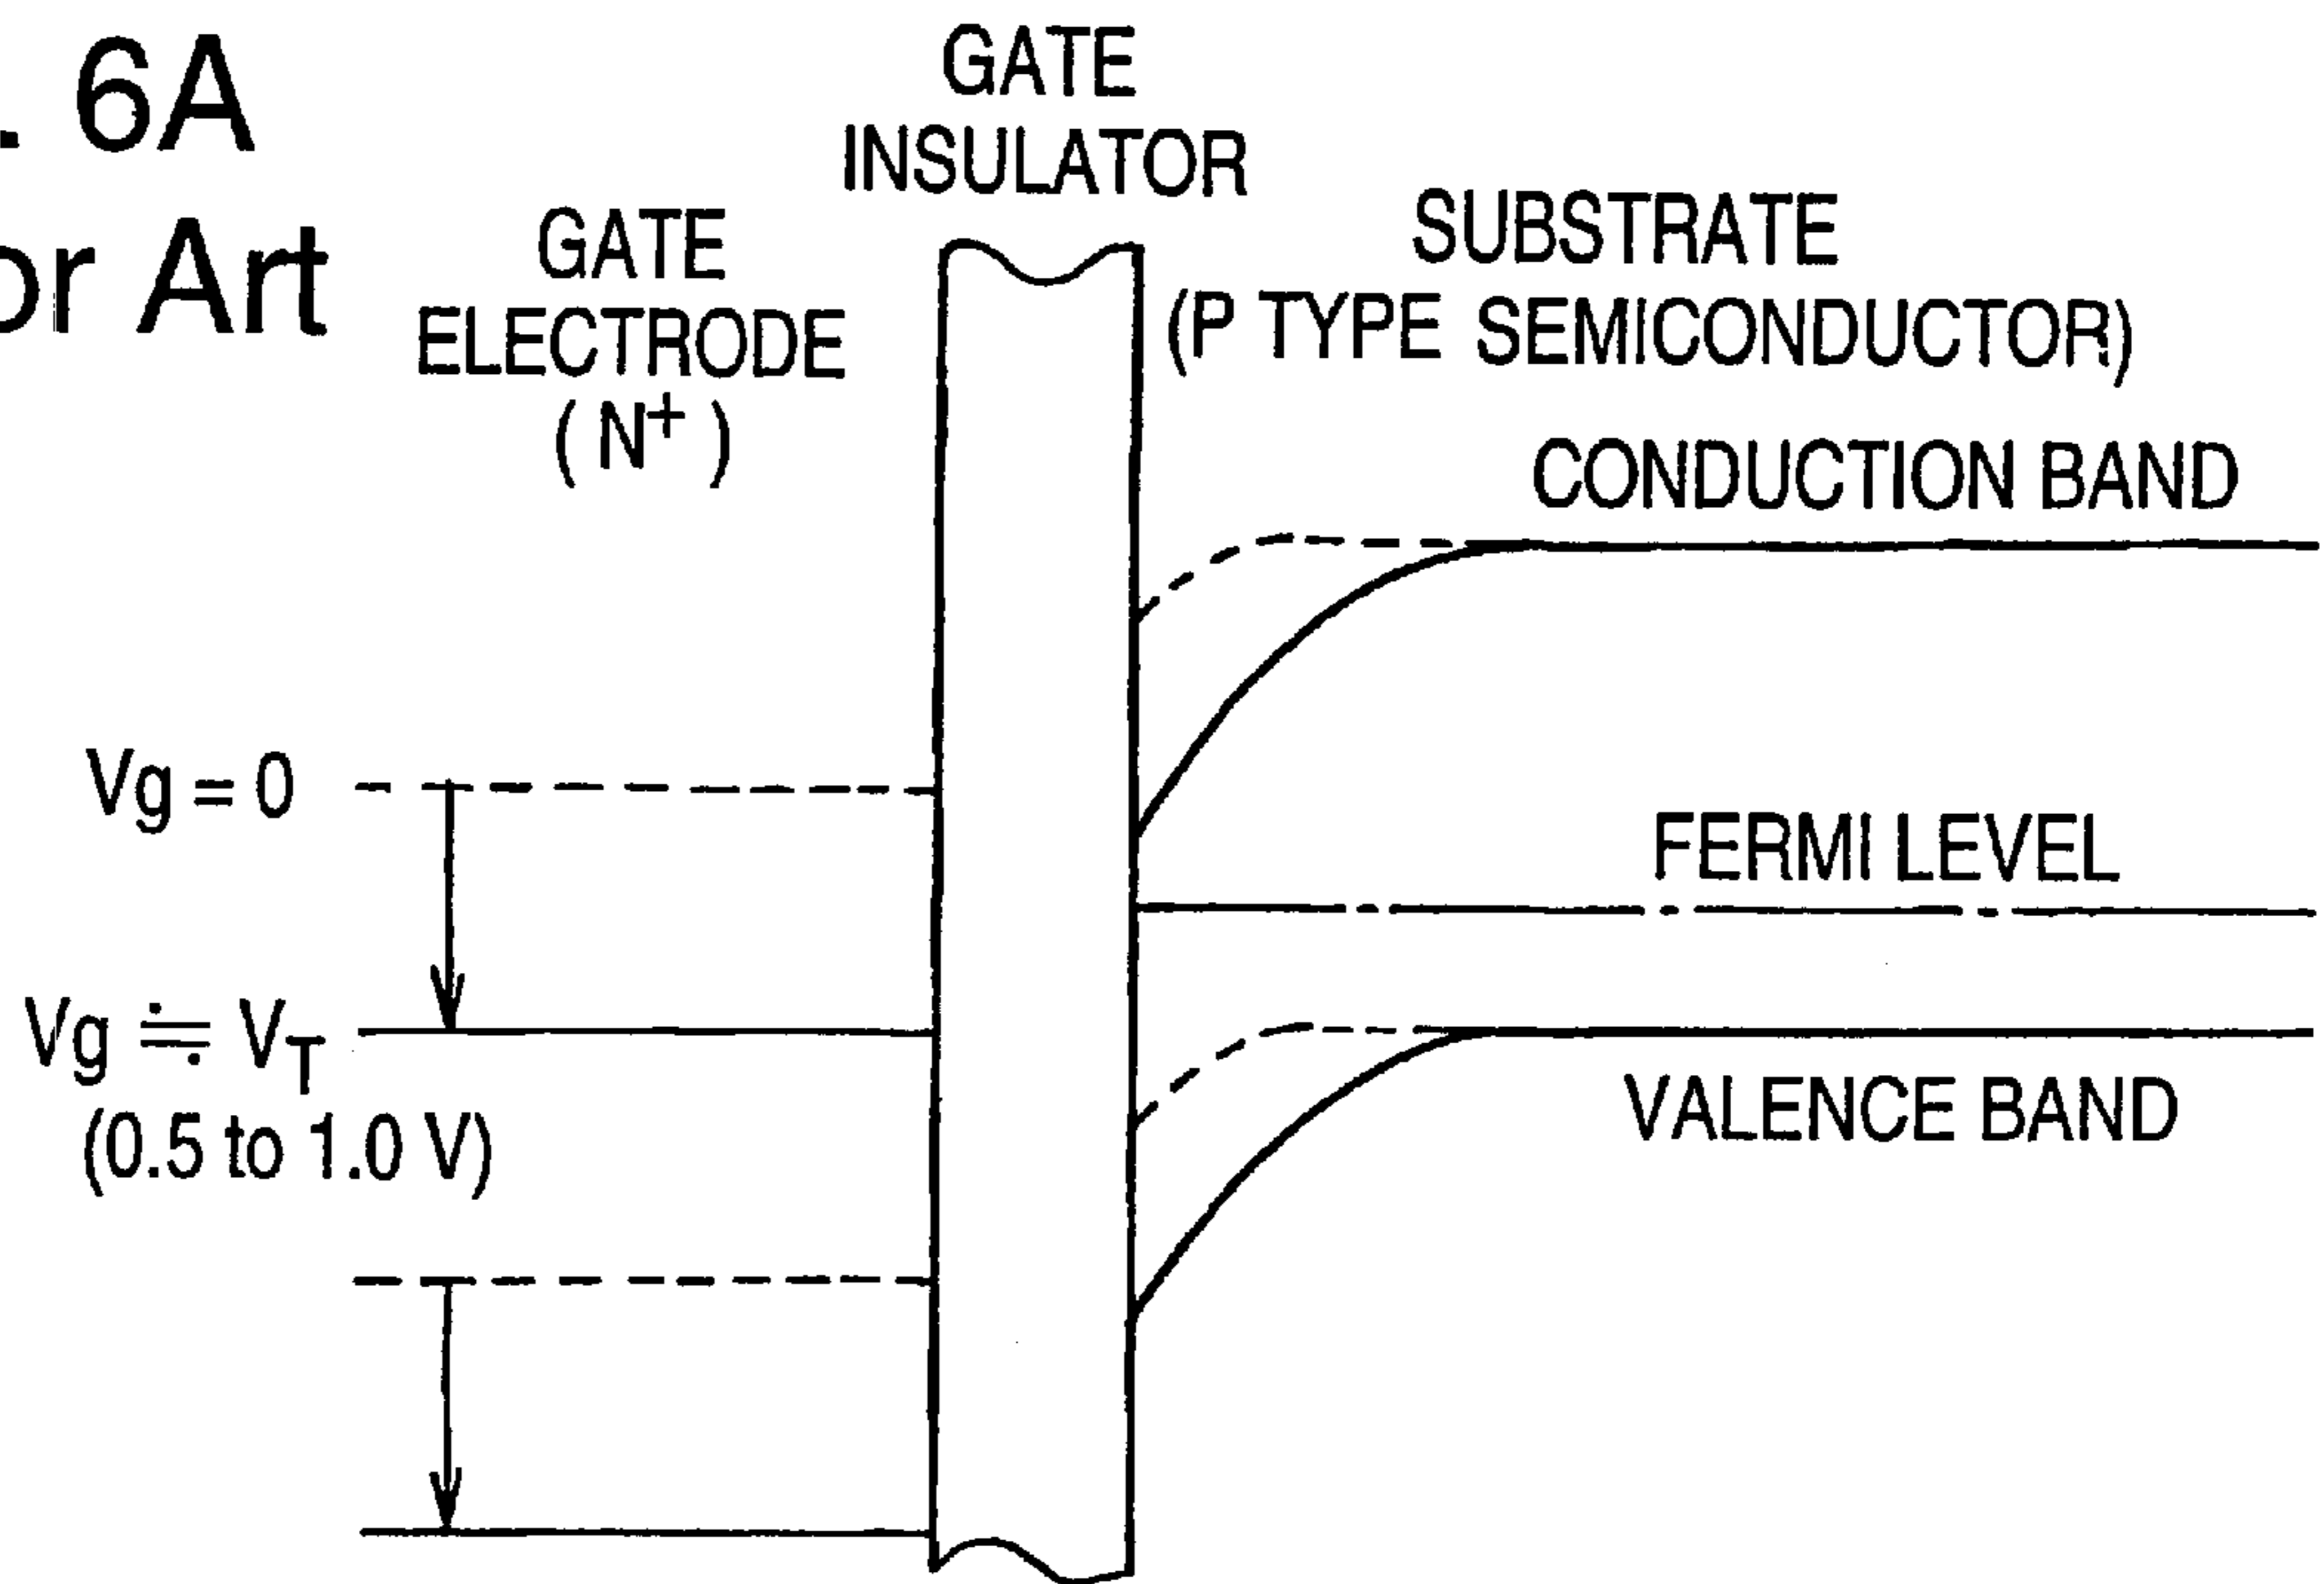 . 6A
or Art
GATE
INSULATOR
GATE
ELECTRODE
( N⁺ )
SUBSTRATE
(P TYPE SEMICONDUCTOR)
CONDUCTION BAND
Vg = 0
FERMI LEVEL
Vg ≒ V_T
(0.5 to 1.0 V)
VALENCE BAND